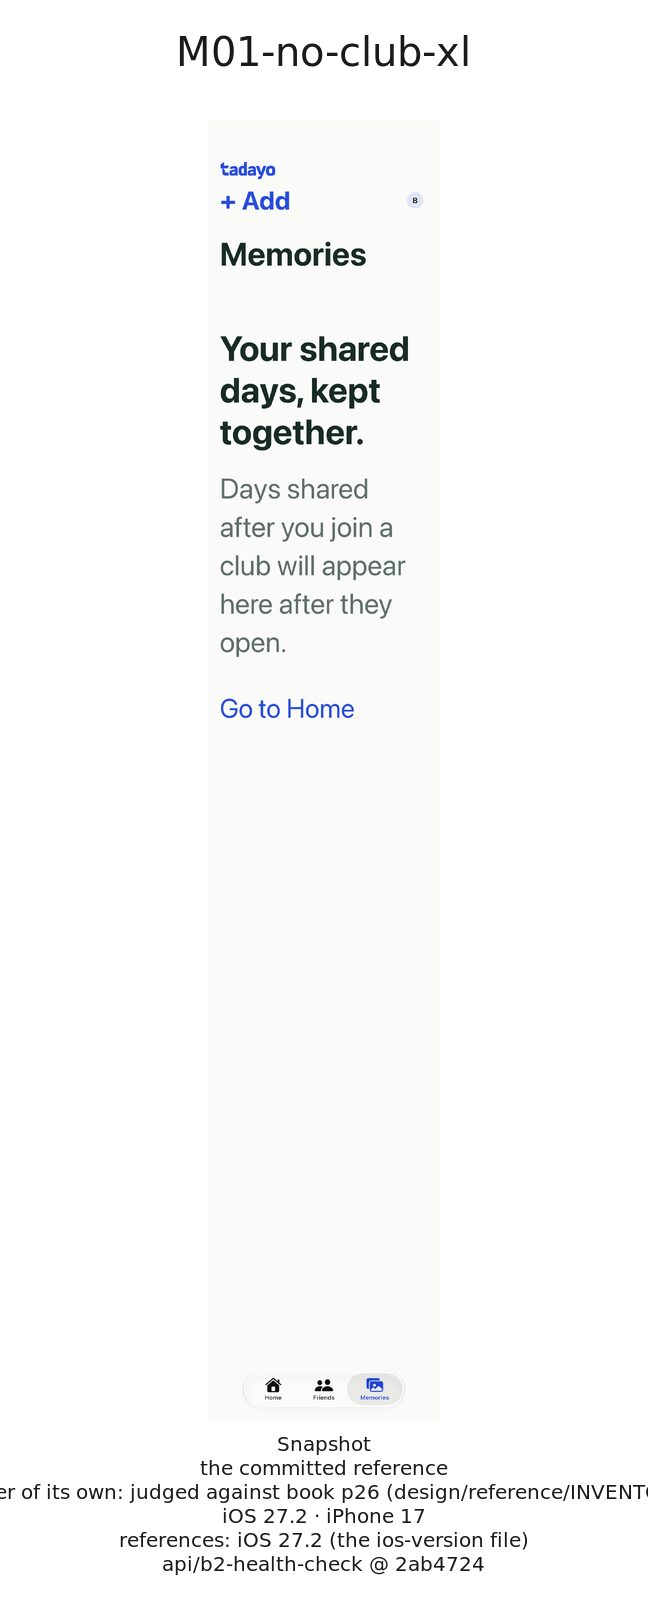 M01-no-club-xl
tadayo
+ Add
B
Memories
Your shared
days, kept
together.
Days shared
after you join a
club will appear
here after they
open.
Go to Home
Home
Friends
Memories
Snapshot
the committed reference
of its own: judged against book p26 (design/reference/
iOS 27.2 · iPhone 17
references: iOS 27.2 (the ios-version file)
api/b2-health-check @ 2ab4724